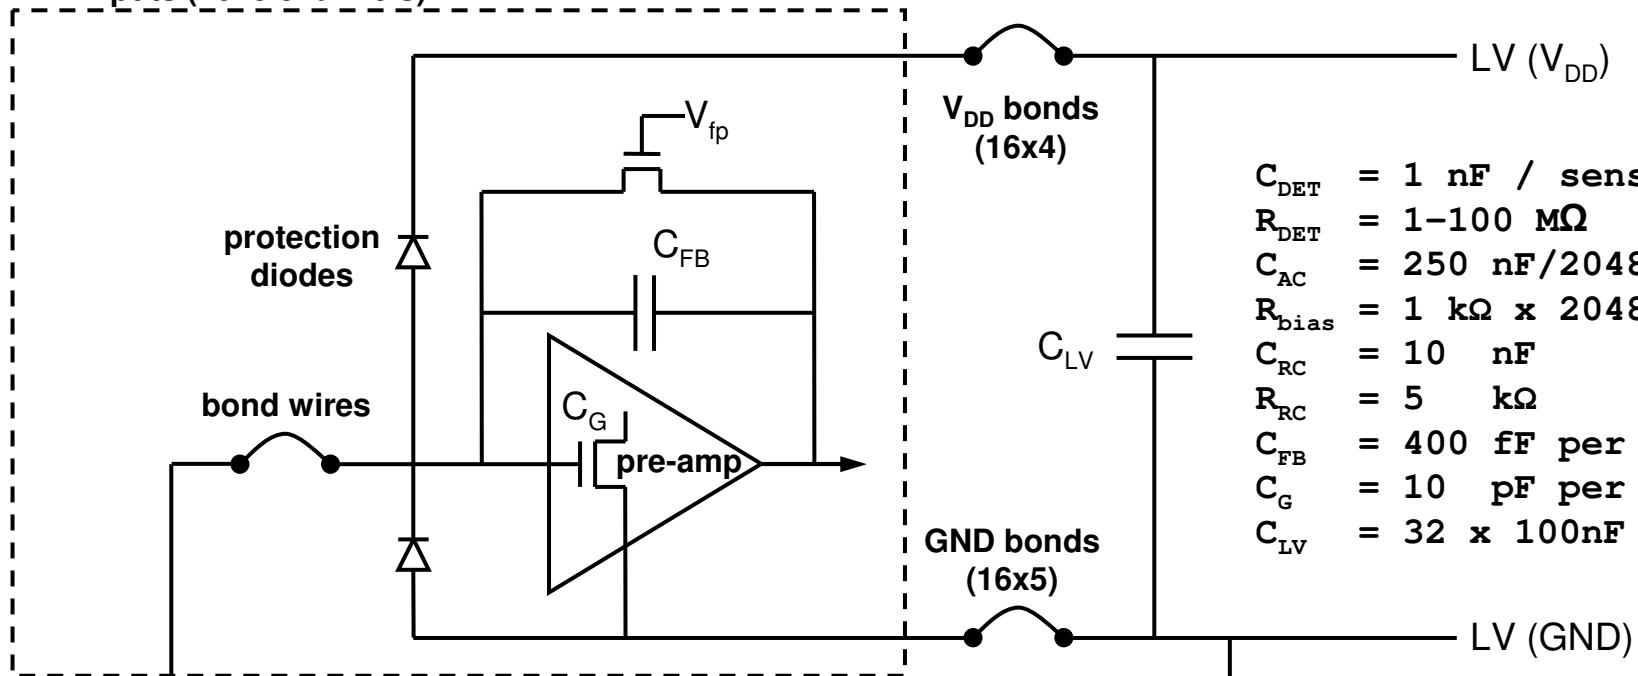 LV (V_DD)
V_DD bonds
(16x4)
V_fp
C_DET = 1 nF /
R_DET = 1–100 MΩ
protection
diodes
C_FB
C_AC = 250 nF/2048
R_bias = 1 kΩ x 2048
C_LV
C_RC = 10 nF
R_RC = 5 kΩ
bond wires
C_G
pre-amp
C_FB = 400 fF per
C_G = 10 pF per
C_LV = 32 x 100nF
GND bonds
(16x5)
LV (GND)